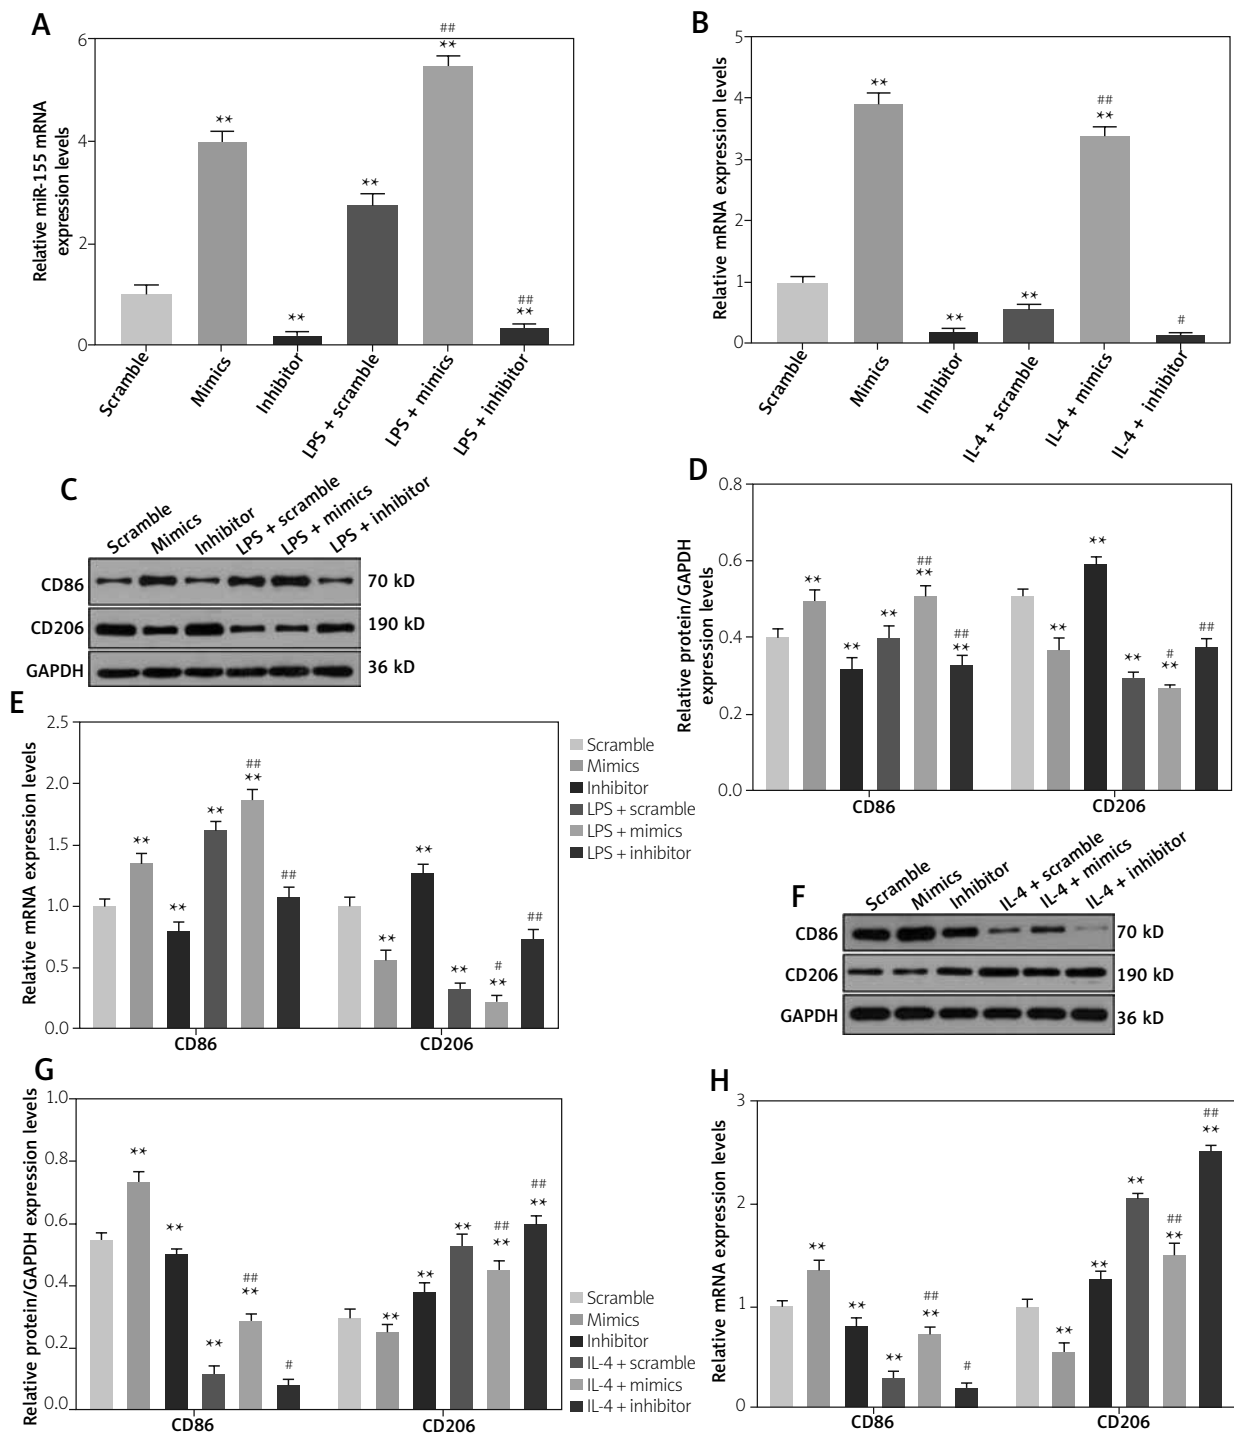 A
Relative miR-155 mRNA
expression levels
6
4
2
0
##
**
**
**
**
##
**
Scramble
Mimics
Inhibitor
LPS + scramble
LPS + mimics
LPS + inhibitor
B
Relative mRNA expression levels
5
4
3
2
1
0
**
##
**
**
**
#
Scramble
Mimics
Inhibitor
IL-4 + scramble
IL-4 + mimics
IL-4 + inhibitor
C
Scramble
Mimics
Inhibitor
LPS + scramble
LPS + mimics
LPS + inhibitor
CD86 70 kD
CD206 190 kD
GAPDH 36 kD
D
Relative protein/GAPDH
expression levels
0.8
0.6
0.4
0.2
0.0
**
**
**
##
**
##
**
**
**
**
#
**
##
CD86 CD206
E
Relative mRNA expression levels
2.5
2.0
1.5
1.0
0.5
0.0
**
**
**
##
**
##
**
**
**
#
**
##
CD86 CD206
Scramble
Mimics
Inhibitor
LPS + scramble
LPS + mimics
LPS + inhibitor
F
Scramble
Mimics
Inhibitor
IL-4 + scramble
IL-4 + mimics
IL-4 + inhibitor
CD86 70 kD
CD206 190 kD
GAPDH 36 kD
G
Relative protein/GAPDH expression levels
1.0
0.8
0.6
0.4
0.2
0.0
**
**
**
##
**
#
**
**
**
##
**
##
**
CD86 CD206
Scramble
Mimics
Inhibitor
IL-4 + scramble
IL-4 + mimics
IL-4 + inhibitor
H
Relative mRNA expression levels
3
2
1
0
**
**
**
##
**
#
**
**
**
##
**
##
**
CD86 CD206